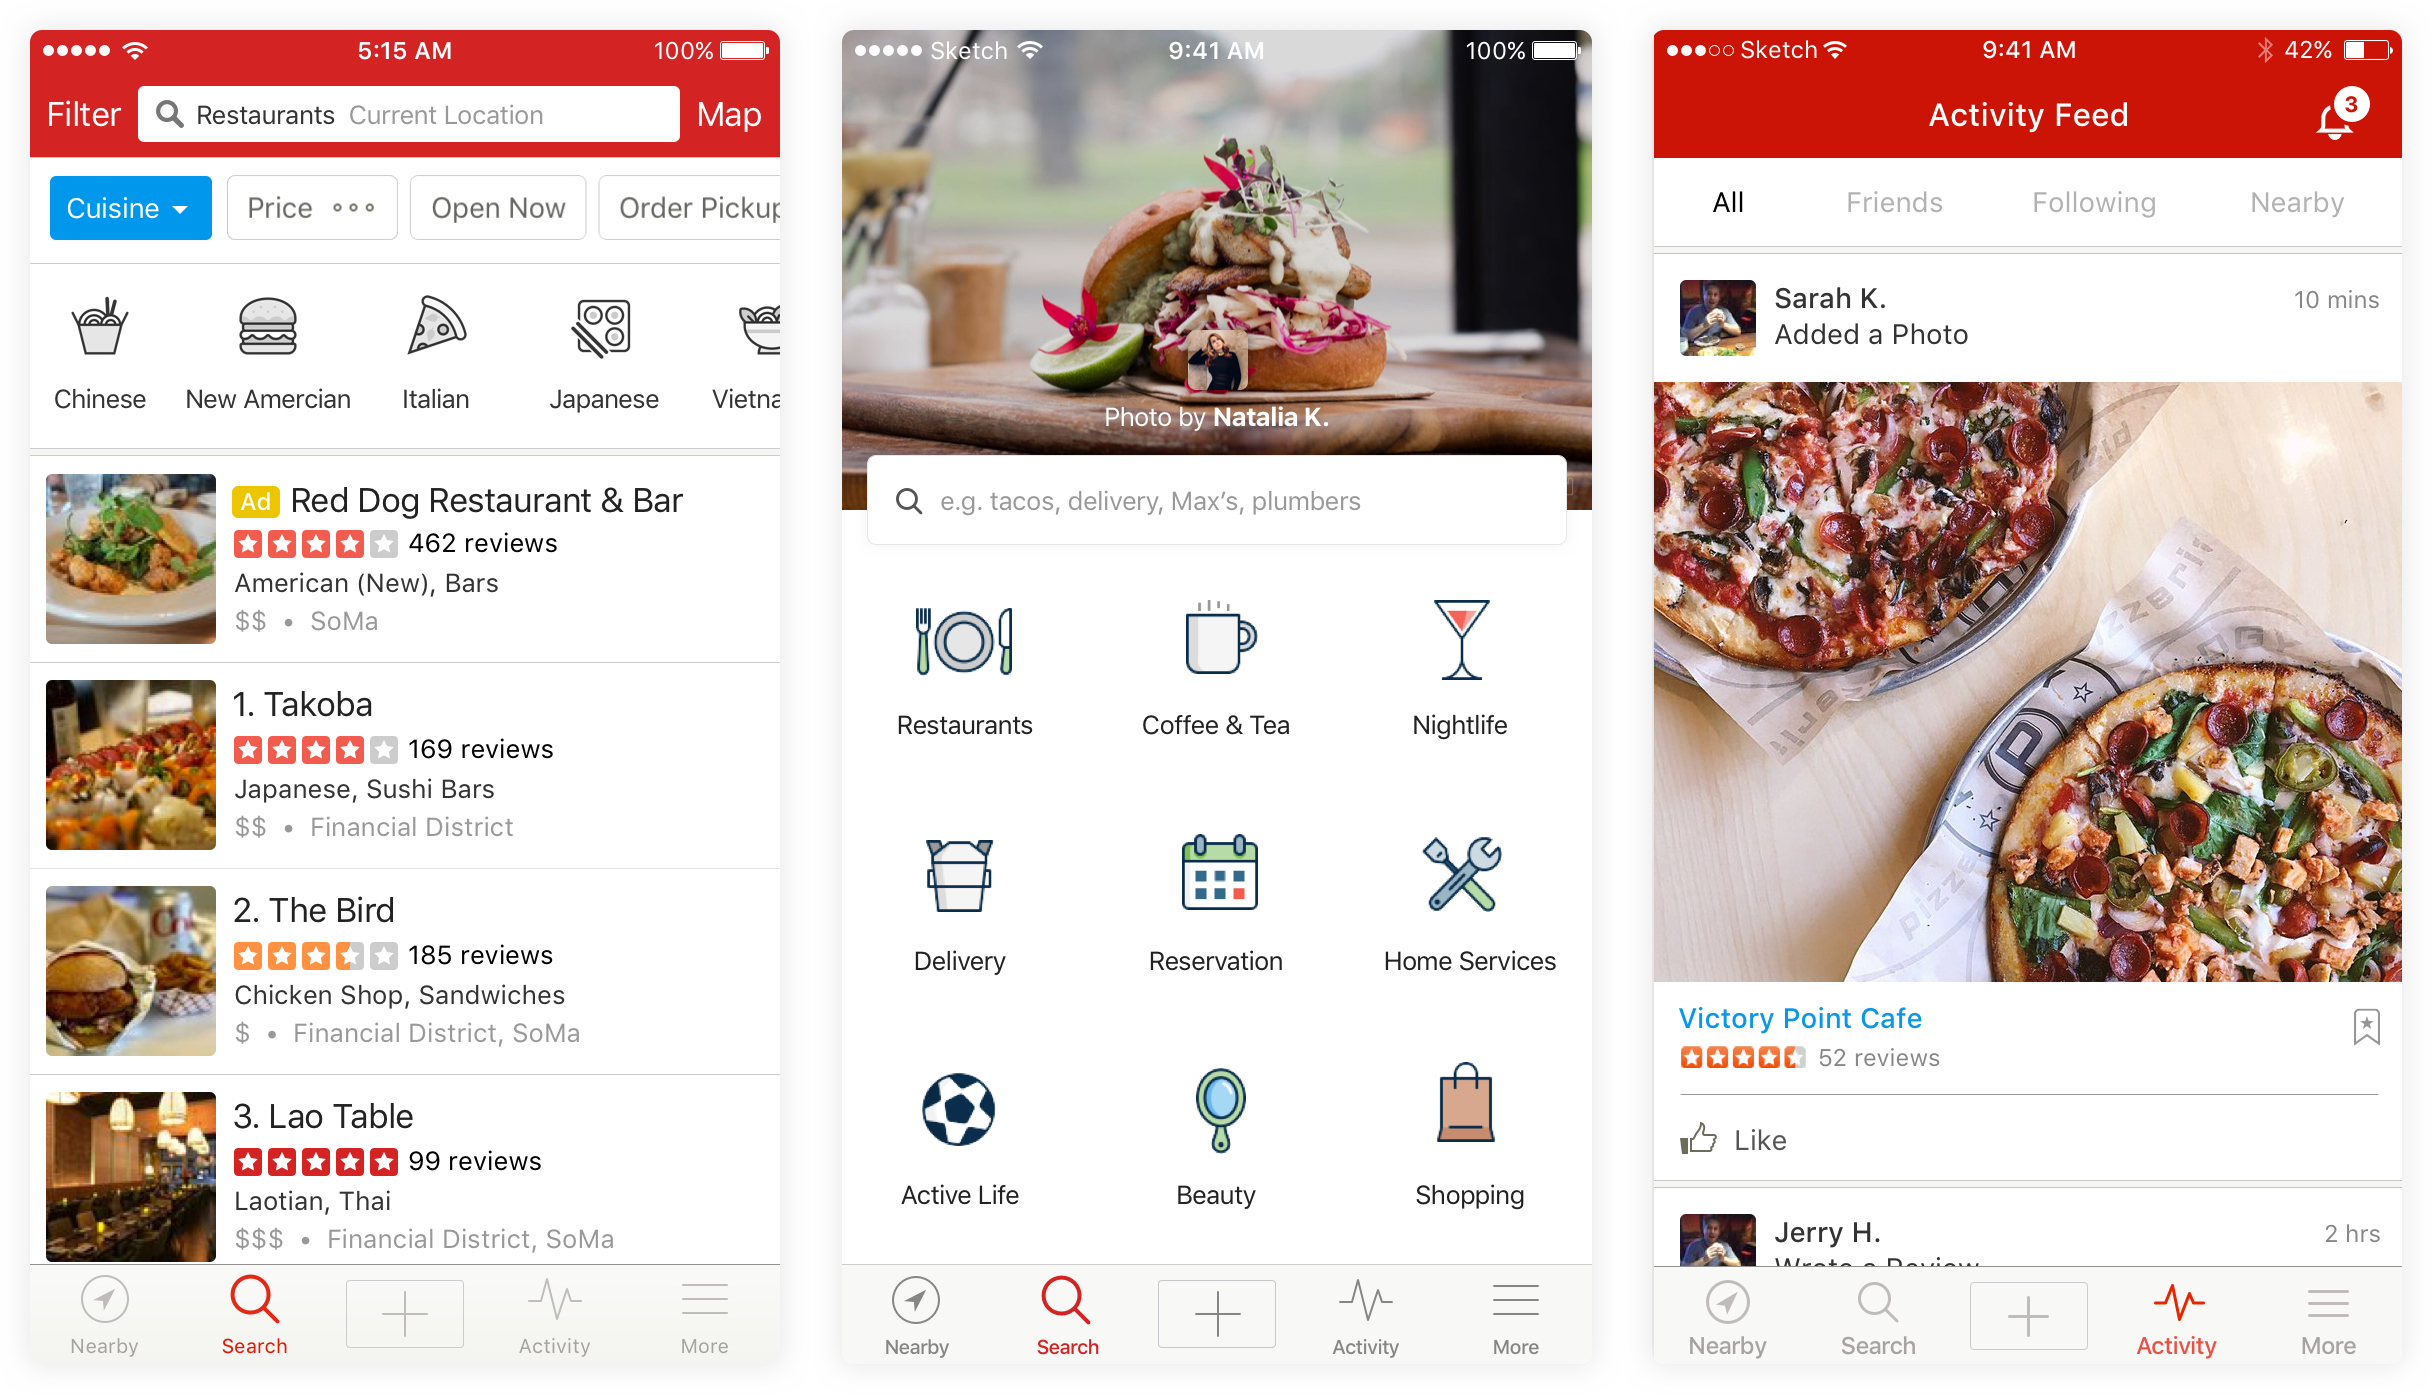 5:15 AM 100%
Filter Restaurants Current Location Map
Cuisine Price Open Now Order Pickup
Chinese New Amercian Italian Japanese Vietna
Ad Red Dog Restaurant & Bar
462 reviews
American (New), Bars
$$ • SoMa
1. Takoba
169 reviews
Japanese, Sushi Bars
$$ • Financial District
2. The Bird
185 reviews
Chicken Shop, Sandwiches
$ • Financial District, SoMa
3. Lao Table
99 reviews
Laotian, Thai
$$$ • Financial District, SoMa
Nearby Search Activity More
Sketch 9:41 AM 100%
Photo by Natalia K.
e.g. tacos, delivery, Max’s, plumbers
Restaurants Coffee & Tea Nightlife
Delivery Reservation Home Services
Active Life Beauty Shopping
Nearby Search Activity More
Sketch 9:41 AM 42%
Activity Feed 3
All Friends Following Nearby
Sarah K. 10 mins
Added a Photo
Victory Point Cafe
52 reviews
Like
Jerry H. 2 hrs
Wrote a Review
Nearby Search Activity More